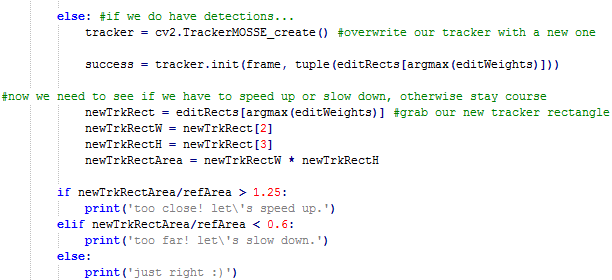 else: #if we do have detections...
tracker = cv2.TrackerMOSSE_create() #overwrite our tracker with a new one
success = tracker.init(frame, tuple(editRects[argmax(editWeights)]))
#now we need to see if we have to speed up or slow down, otherwise stay course
newTrkRect = editRects[argmax(editWeights)] #grab our new tracker rectangle
newTrkRectW = newTrkRect[2]
newTrkRectH = newTrkRect[3]
newTrkRectArea = newTrkRectW * newTrkRectH
if newTrkRectArea/refArea > 1.25:
print('too close! let\'s speed up.')
elif newTrkRectArea/refArea < 0.6:
print('too far! let\'s slow down.')
else:
print('just right :)')